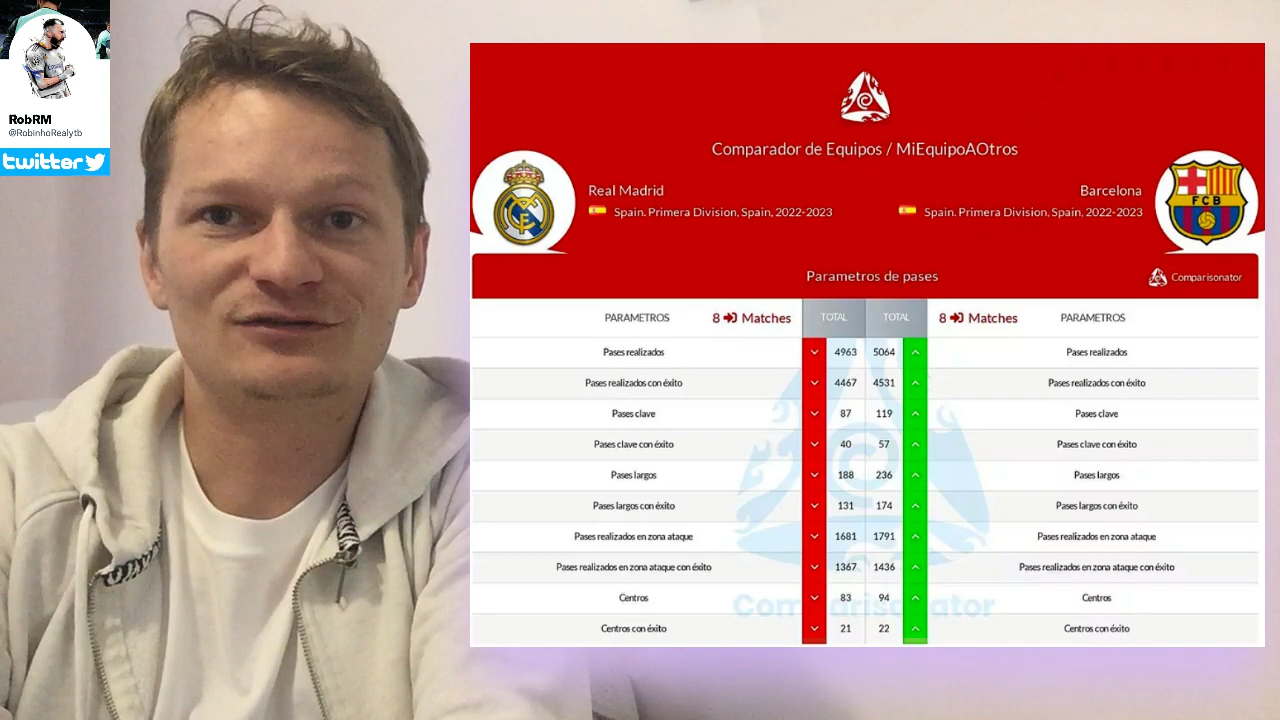 RobRM
@RobinhoRealytb
twitter
Comparador de Equipos / MiEquipoAOtros
Real Madrid
Spain. Primera Division, Spain, 2022-2023
Barcelona
Spain. Primera Division, Spain, 2022-2023
FCB
Parametros de pases
Comparisonator
PARAMETROS 8 Matches TOTAL TOTAL 8 Matches PARAMETROS
Pases realizados 4963 5064 Pases realizados
Pases realizados con éxito 4467 4531 Pases realizados con éxito
Pases clave 87 119 Pases clave
Pases clave con éxito 40 57 Pases clave con éxito
Pases largos 188 236 Pases largos
Pases largos con éxito 131 174 Pases largos con éxito
Pases realizados en zona ataque 1681 1791 Pases realizados en zona ataque
Pases realizados en zona ataque con éxito 1367 1436 Pases realizados en zona ataque con éxito
Centros 83 94 Centros
Comparisonator
Centros con éxito 21 22 Centros con éxito